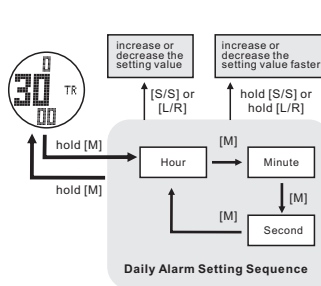 increase or
decrease the
setting value
increase or
decrease the
setting value faster
0
30 TR
00
[S/S] or
[L/R]
hold [S/S] or
hold [L/R]
hold [M]
hold [M]
Hour
[M]
Minute
[M]
[M]
Second
Daily Alarm Setting Sequence